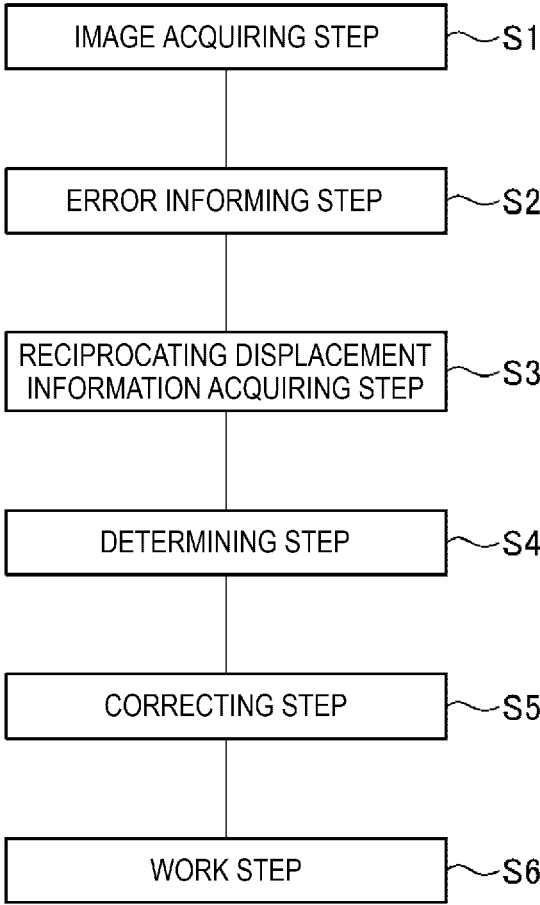 IMAGE ACQUIRING STEP
S1
ERROR INFORMING STEP
S2
RECIPROCATING DISPLACEMENT
INFORMATION ACQUIRING STEP
S3
DETERMINING STEP
S4
CORRECTING STEP
S5
WORK STEP
S6